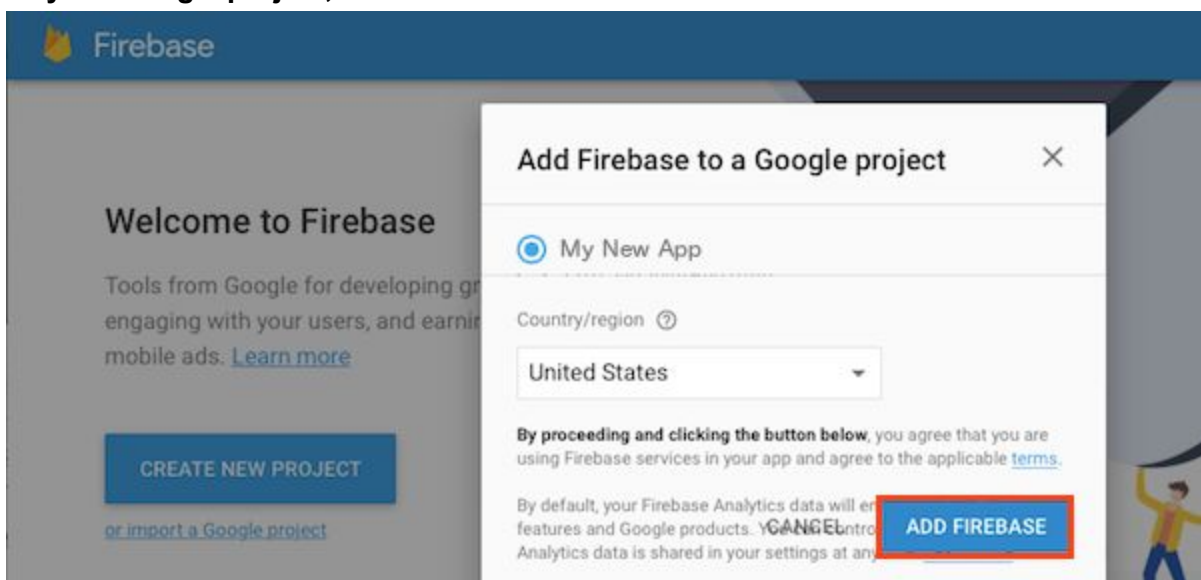 Firebase
Welcome to Firebase
Tools from Google for developing
engaging with your users, and
mobile ads. Learn more
CREATE NEW PROJECT
or import a Google project
Add Firebase to a Google project
My New App
Country/region
United States
By proceeding and clicking the button below, you agree that you are
using Firebase services in your app and agree to the applicable terms.
By default, your Firebase Analytics data will
features and Google products.
Analytics data is shared in your settings at
CANCEL
ADD FIREBASE